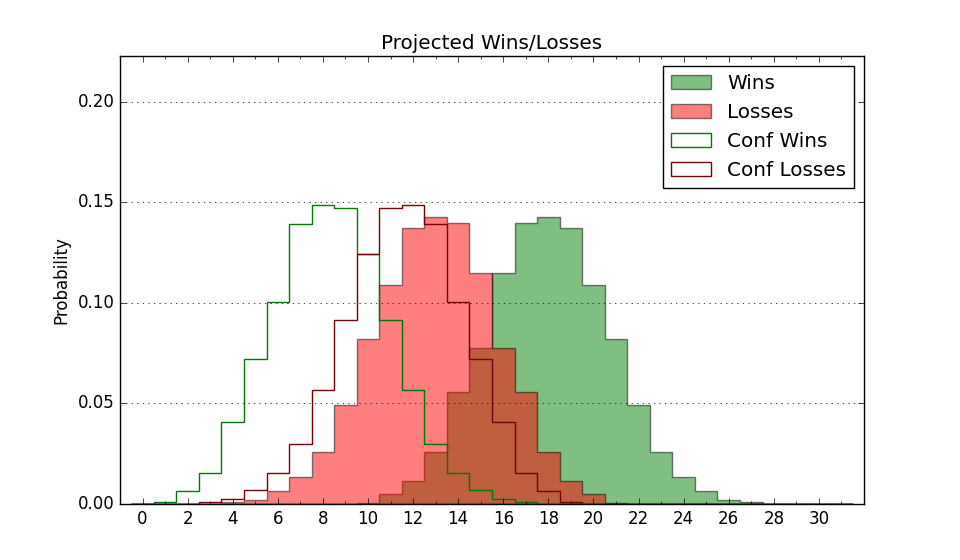 Projected Wins/Losses
Wins
Losses
Conf Wins
Conf Losses
Probability
0.20
0.15
0.10
0.05
0.00
0 2 4 6 8 10 12 14 16 18 20 22 24 26 28 30